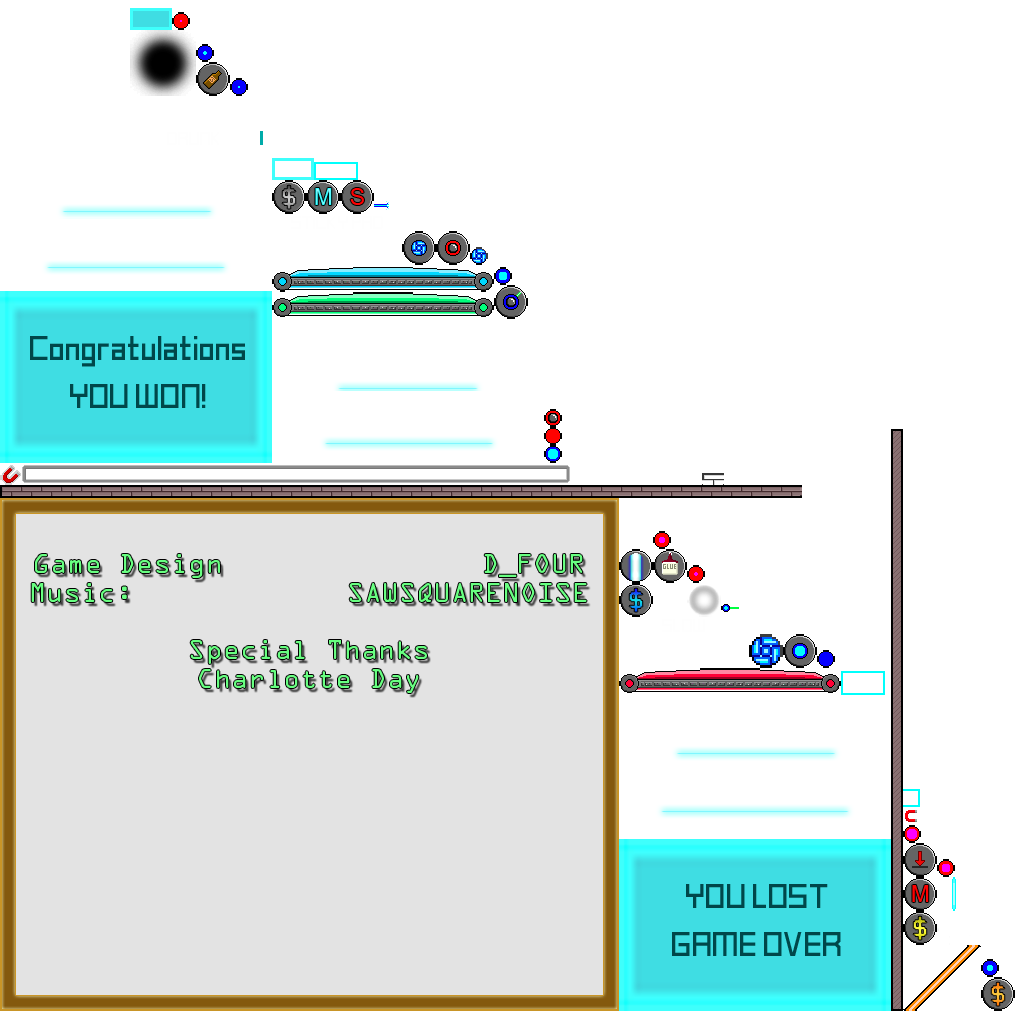 $ M S
Congratulations
YOU WON!
Game Design D_FOUR
Music: SAWSQUARENOISE
Special Thanks
Charlotte Day
GLUE
$
YOU LOST
GAME OVER
M
$
$